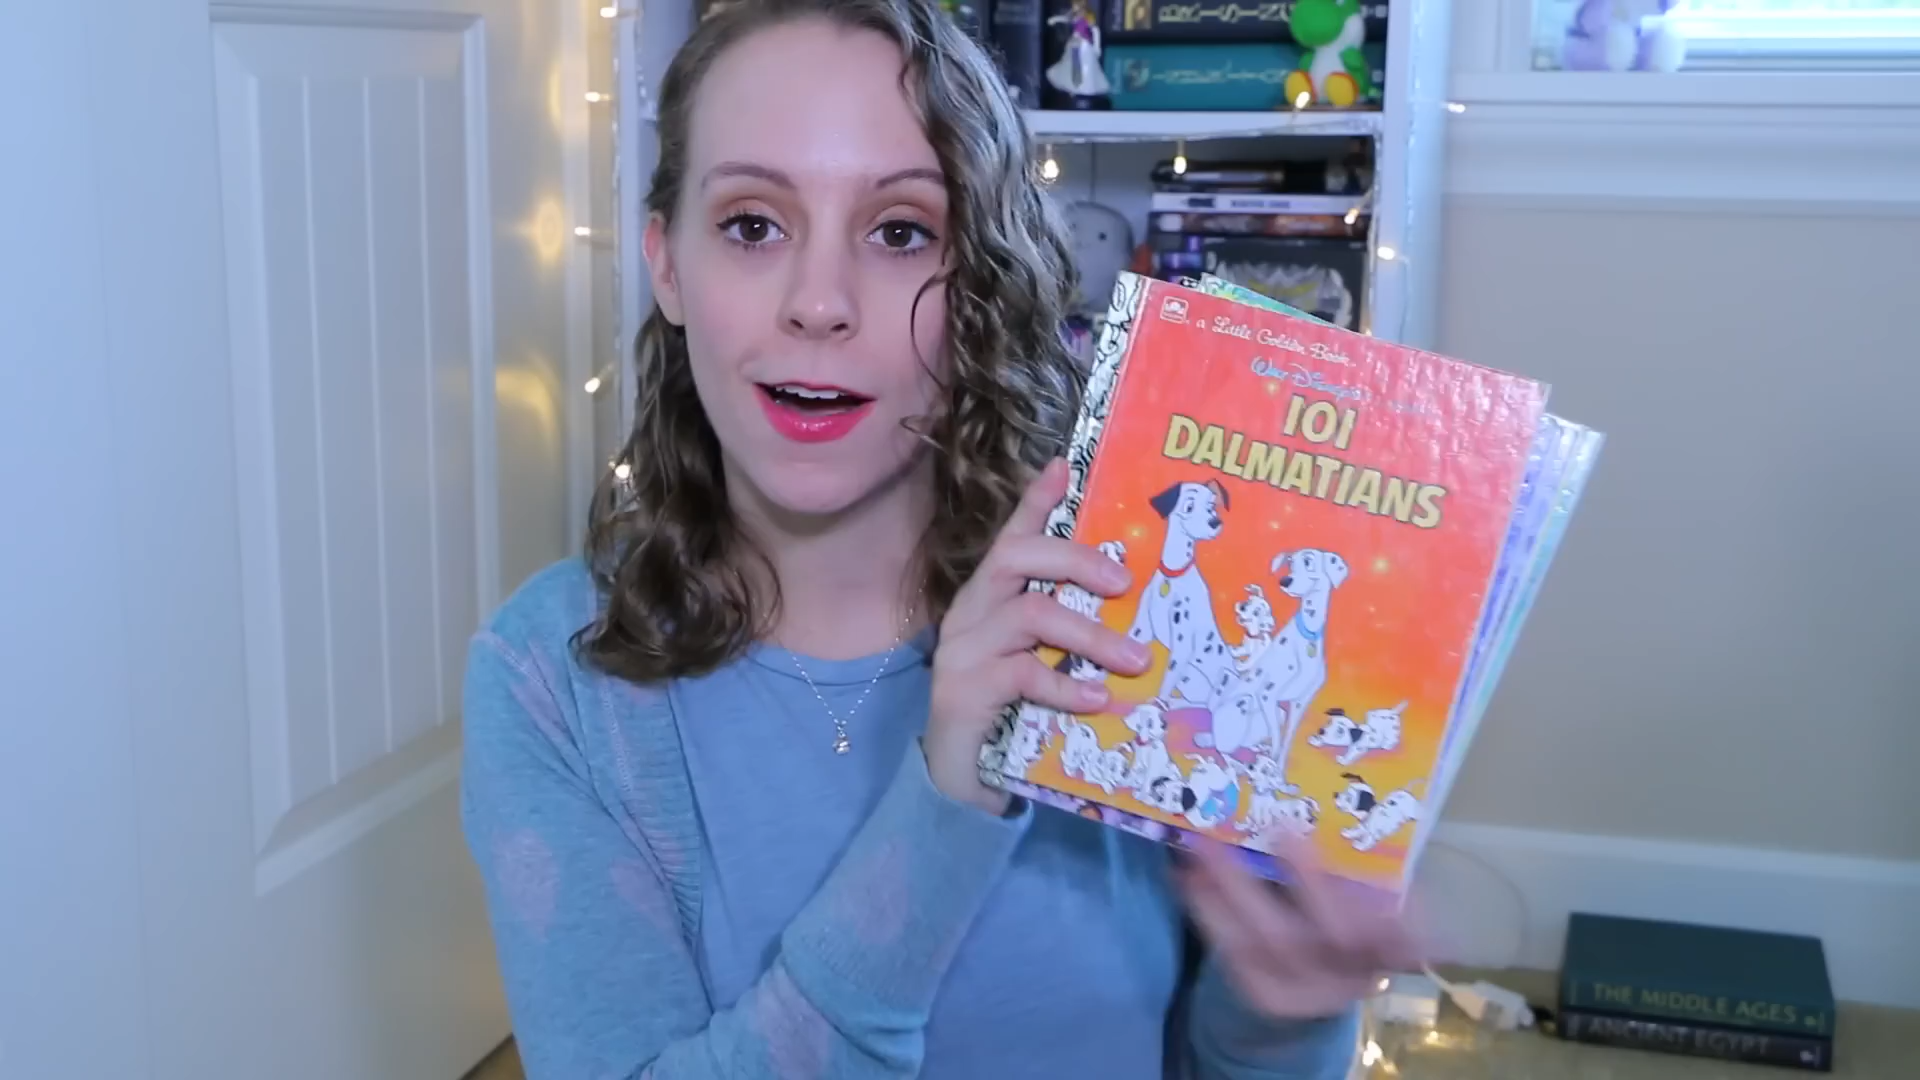 a Little Golden Book
Walt Disney's
101
DALMATIANS
THE MIDDLE AGES
ANCIENT EGYPT